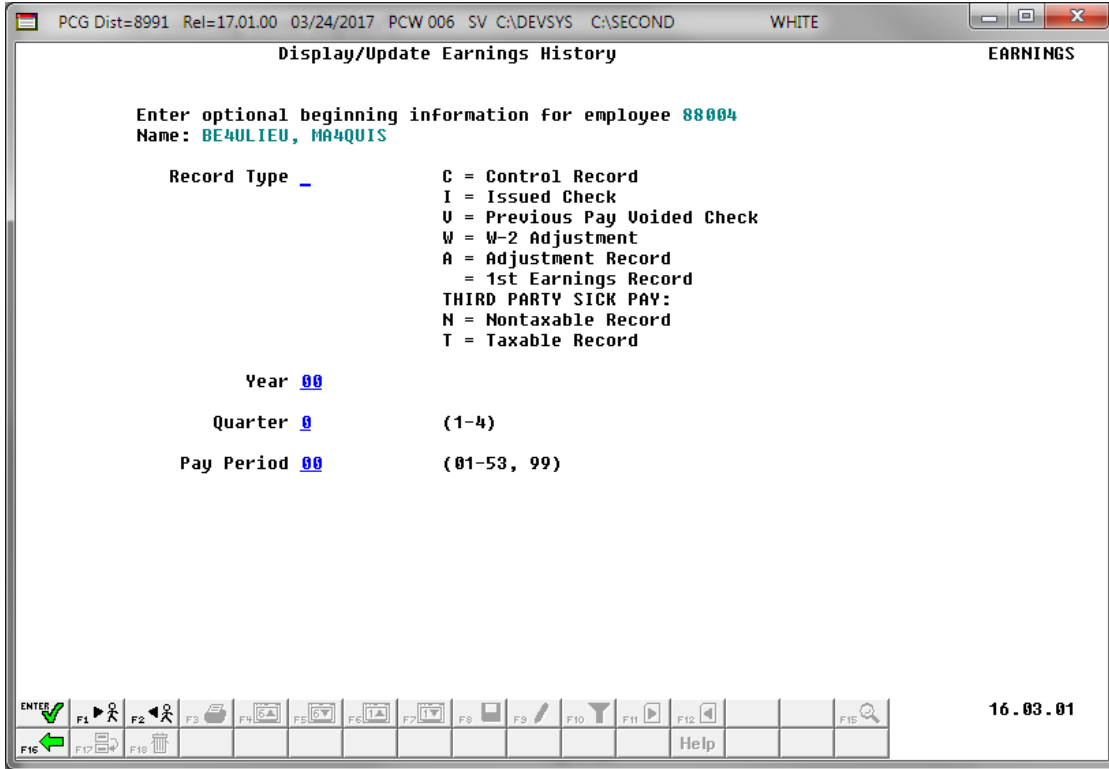 PCG Dist=8991 Rel=17.01.00 03/24/2017 PCW 006 SV C:\DEVSYS C:\SECOND WHITE
Display/Update Earnings History EARNINGS
Enter optional beginning information for employee 88004
Name: BE4ULIEU, MA4QUIS
Record Type _ C = Control Record
I = Issued Check
V = Previous Pay Voided Check
W = W-2 Adjustment
A = Adjustment Record
= 1st Earnings Record
THIRD PARTY SICK PAY:
N = Nontaxable Record
T = Taxable Record
Year 00
Quarter 0 (1-4)
Pay Period 00 (01-53, 99)
ENTER F1 F2 F3 F4 6 F5 6 F6 1 F7 1 F8 F9 F10 F11 F12 F15 16.03.01
F16 F17 F18 Help